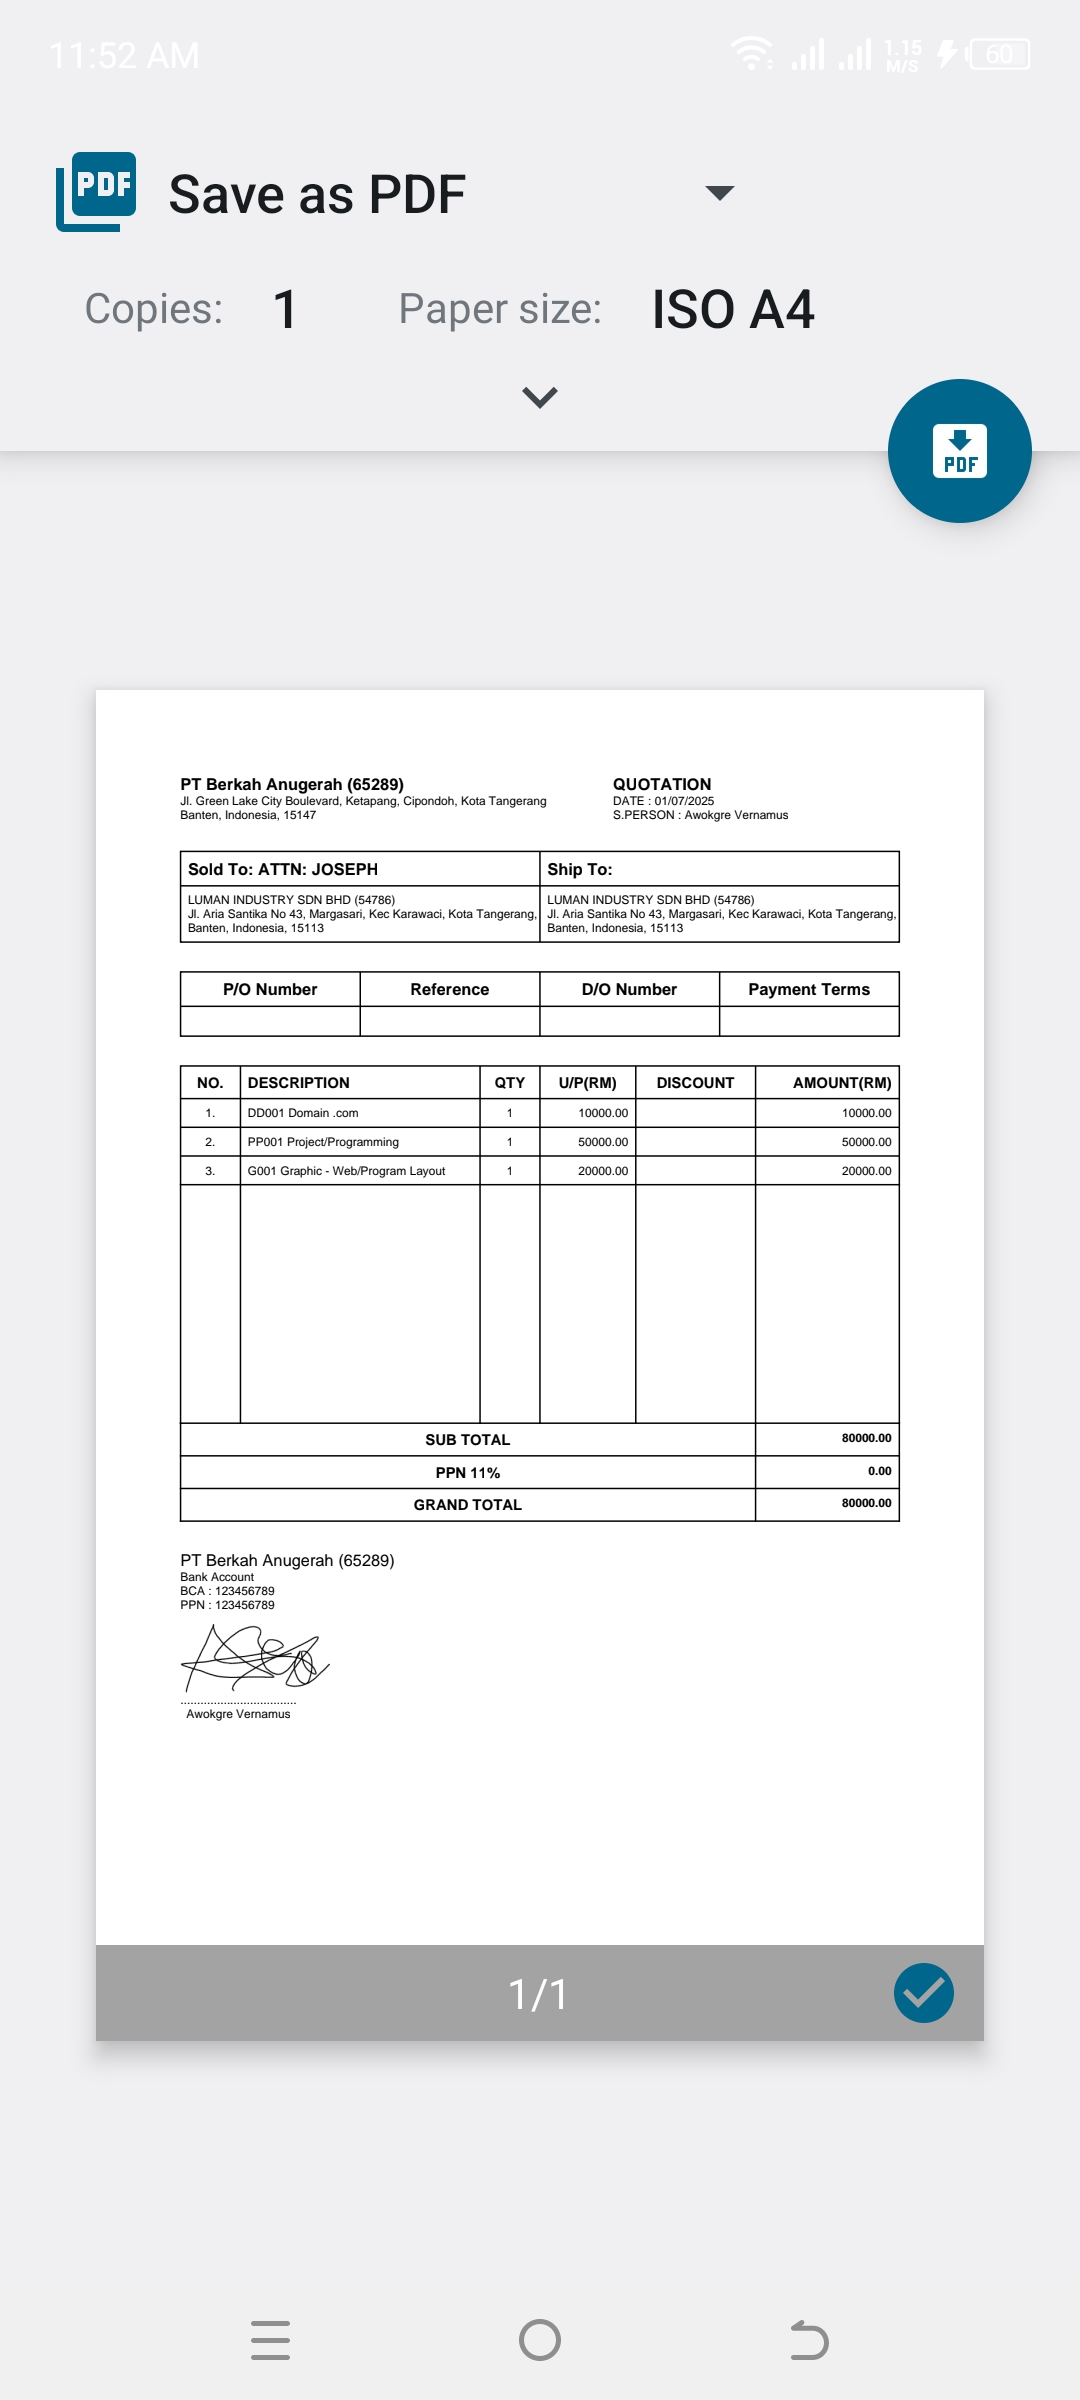 11:52 AM
1.15
M/S
60
PDF
Save as PDF
Copies: 1 Paper size: ISO A4
PDF
PT Berkah Anugerah (65289) QUOTATION
Jl. Green Lake City Boulevard, Ketapang, Cipondoh, Kota Tangerang DATE : 01/07/2025
Banten, Indonesia, 15147 S.PERSON : Awokgre Vernamus
Sold To: ATTN: JOSEPH Ship To:
LUMAN INDUSTRY SDN BHD (54786) LUMAN INDUSTRY SDN BHD (54786)
Jl. Aria Santika No 43, Margasari, Kec Karawaci, Kota Tangerang, Jl. Aria Santika No 43, Margasari, Kec Karawaci, Kota Tangerang,
Banten, Indonesia, 15113 Banten, Indonesia, 15113
P/O Number Reference D/O Number Payment Terms
NO. DESCRIPTION QTY U/P(RM) DISCOUNT AMOUNT(RM)
1. DD001 Domain .com 1 10000.00 10000.00
2. PP001 Project/Programming 1 50000.00 50000.00
3. G001 Graphic - Web/Program Layout 1 20000.00 20000.00
SUB TOTAL 80000.00
PPN 11% 0.00
GRAND TOTAL 80000.00
PT Berkah Anugerah (65289)
Bank Account
BCA : 123456789
PPN : 123456789
...................................
Awokgre Vernamus
1/1